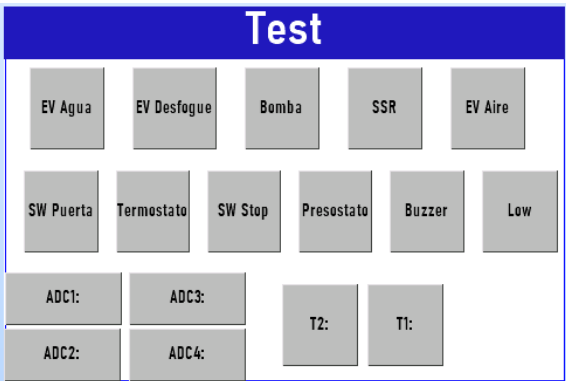 Test
EV Agua
EV Desfogue
Bomba
SSR
EV Aire
SW Puerta
Termostato
SW Stop
Presostato
Buzzer
Low
ADC1:
ADC3:
T2:
T1:
ADC2:
ADC4: